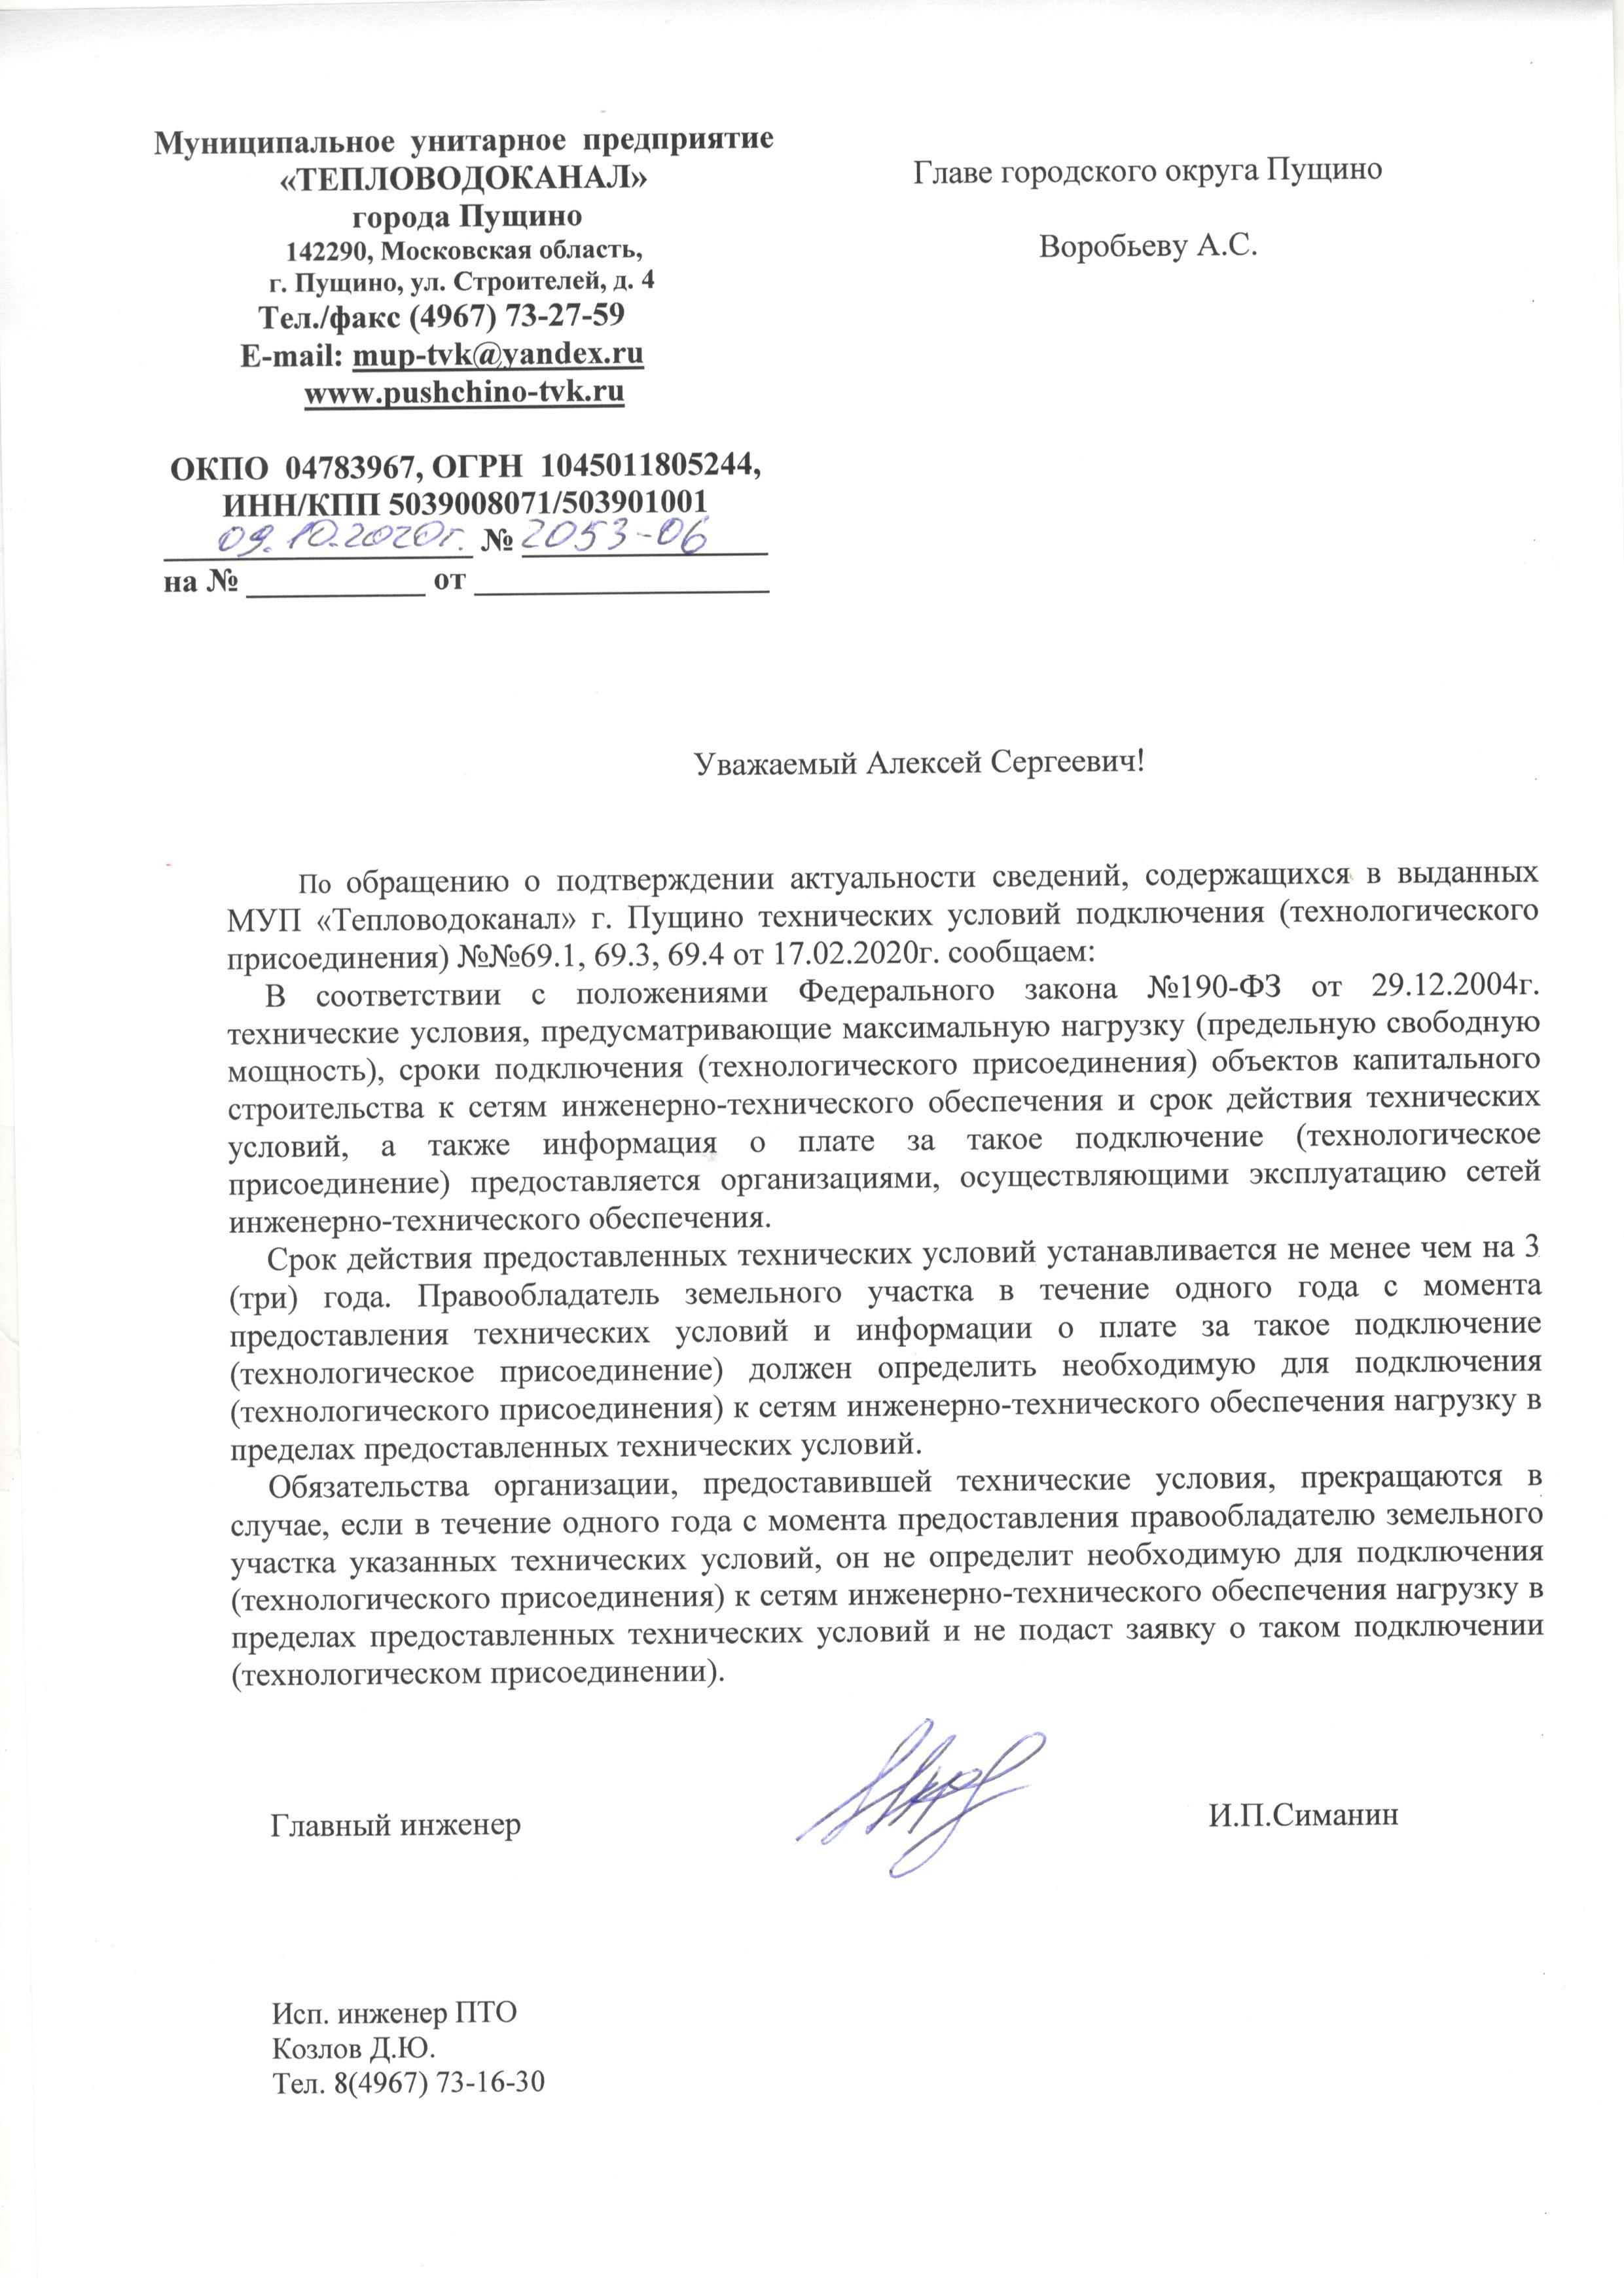 Муниципальное унитарное предприятие
«ТЕПЛОВОДОКАНАЛ»
города Пущино
142290, Московская область,
г. Пущино, ул. Строителей, д. 4
Тел./факс (4967) 73-27-59
E-mail: mup-tvk@yandex.ru
www.pushchino-tvk.ru
ОКПО 04783967, ОГРН 1045011805244,
ИНН/КПП 5039008071/503901001
09.10.2020г. № 2053-06
на № ____________ от ____________________
Главе городского округа Пущино
Воробьеву А.С.
Уважаемый Алексей Сергеевич!
По обращению о подтверждении актуальности сведений, содержащихся в выданных
МУП «Тепловодоканал» г. Пущино технических условий подключения (технологического
присоединения) №№69.1, 69.3, 69.4 от 17.02.2020г. сообщаем:
В соответствии с положениями Федерального закона №190-ФЗ от 29.12.2004г.
технические условия, предусматривающие максимальную нагрузку (предельную свободную
мощность), сроки подключения (технологического присоединения) объектов капитального
строительства к сетям инженерно-технического обеспечения и срок действия технических
условий, а также информация о плате за такое подключение (технологическое
присоединение) предоставляется организациями, осуществляющими эксплуатацию сетей
инженерно-технического обеспечения.
Срок действия предоставленных технических условий устанавливается не менее чем на 3
(три) года. Правообладатель земельного участка в течение одного года с момента
предоставления технических условий и информации о плате за такое подключение
(технологическое присоединение) должен определить необходимую для подключения
(технологического присоединения) к сетям инженерно-технического обеспечения нагрузку в
пределах предоставленных технических условий.
Обязательства организации, предоставившей технические условия, прекращаются в
случае, если в течение одного года с момента предоставления правообладателю земельного
участка указанных технических условий, он не определит необходимую для подключения
(технологического присоединения) к сетям инженерно-технического обеспечения нагрузку в
пределах предоставленных технических условий и не подаст заявку о таком подключении
(технологическом присоединении).
Главный инженер И.П.Симанин
Исп. инженер ПТО
Козлов Д.Ю.
Тел. 8(4967) 73-16-30